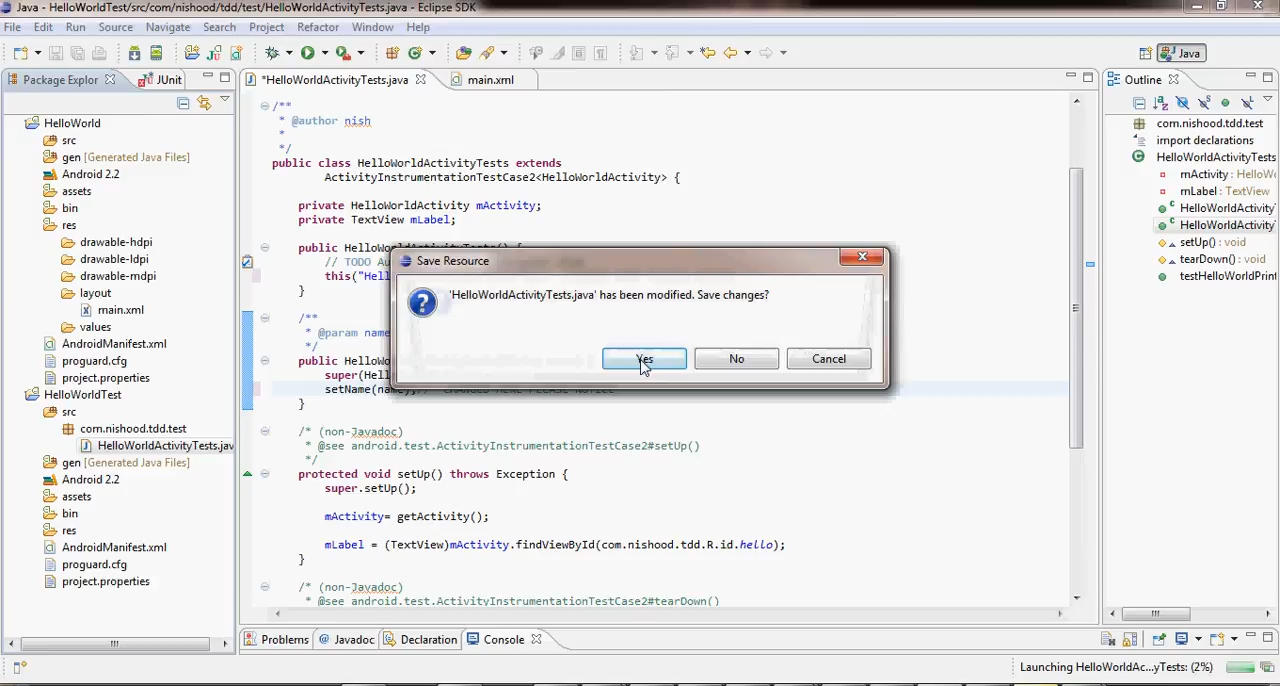 Java - HelloWorldTest/src/com/nishood/tdd/test/HelloWorldActivityTests.java - Eclipse SDK
File Edit Run Source Navigate Search Project Refactor Window Help
Java
Package Explor JUnit
*HelloWorldActivityTests.java main.xml
Outline
HelloWorld
src
gen [Generated Java Files]
Android 2.2
assets
bin
res
drawable-hdpi
drawable-ldpi
drawable-mdpi
layout
main.xml
values
AndroidManifest.xml
proguard.cfg
project.properties
HelloWorldTest
src
com.nishood.tdd.test
HelloWorldActivityTests.jav
gen [Generated Java Files]
Android 2.2
assets
bin
res
AndroidManifest.xml
proguard.cfg
project.properties
/**
* @author nish
*
*/
public class HelloWorldActivityTests extends
ActivityInstrumentationTestCase2<HelloWorldActivity> {
private HelloWorldActivity mActivity;
private TextView mLabel;
public HelloWorldActivityTests() {
// TODO Au
this("Hell
}
/**
* @param name
*/
public HelloW
super(Hell
setName(name); // CHANGED HERE PLEASE NOTICE
}
/* (non-Javadoc)
* @see android.test.ActivityInstrumentationTestCase2#setUp()
*/
protected void setUp() throws Exception {
super.setUp();
mActivity= getActivity();
mLabel = (TextView)mActivity.findViewById(com.nishood.tdd.R.id.hello);
}
/* (non-Javadoc)
* @see android.test.ActivityInstrumentationTestCase2#tearDown()
Save Resource
'HelloWorldActivityTests.java' has been modified. Save changes?
Yes No Cancel
com.nishood.tdd.test
import declarations
HelloWorldActivityTests
mActivity : HelloW
mLabel : TextView
HelloWorldActivity
HelloWorldActivity
setUp() : void
tearDown() : void
testHelloWorldPrint
Problems Javadoc Declaration Console
Launching HelloWorldAc...yTests: (2%)